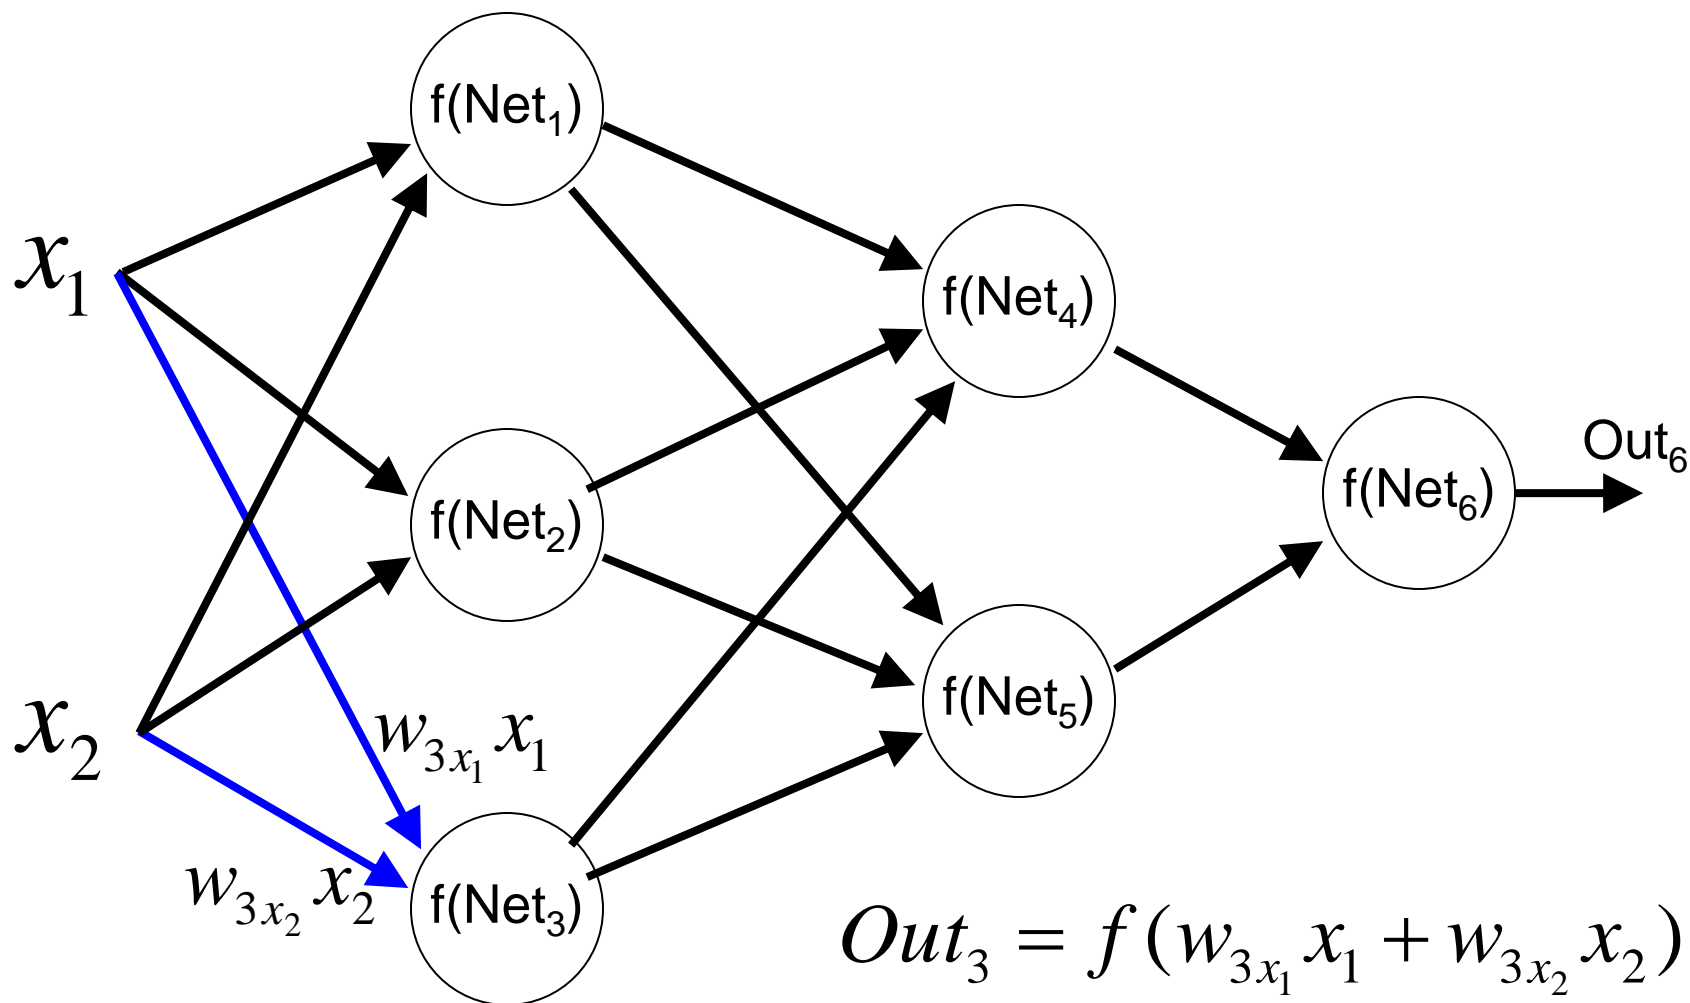 f(Net₁)
x₁
f(Net₄)
Out₆
f(Net₆)
f(Net₂)
x₂
w₃ₓ₁ x₁
f(Net₅)
w₃ₓ₂ x₂
f(Net₃)
Out₃ = f(w₃ₓ₁ x₁ + w₃ₓ₂ x₂)